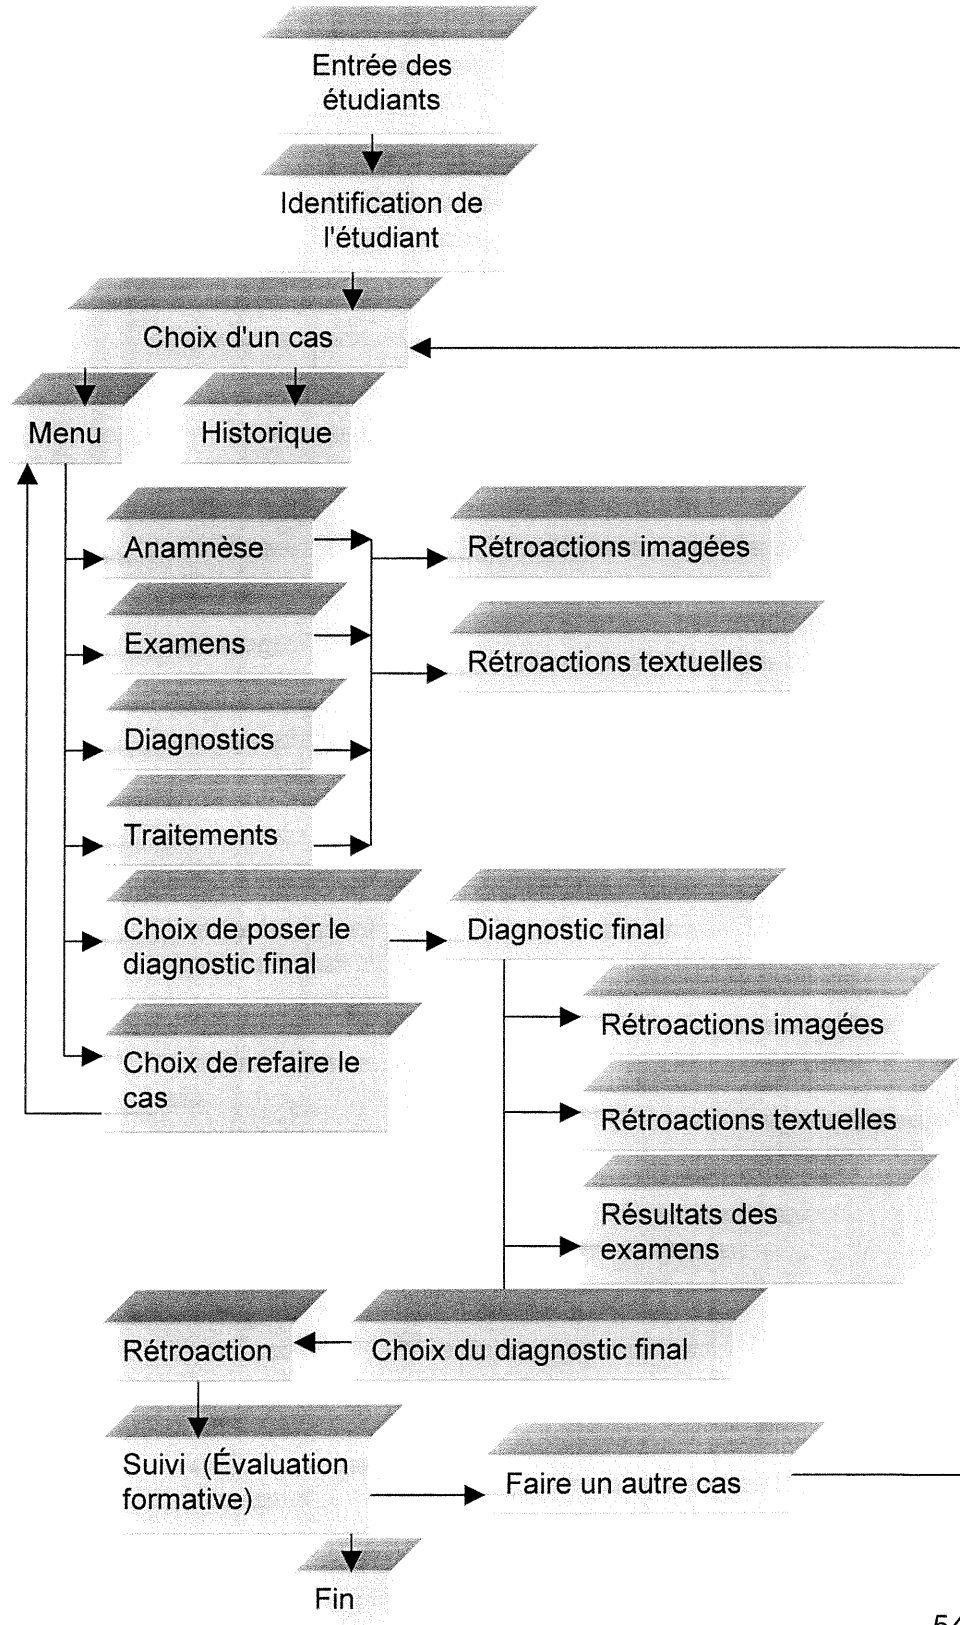 Entrée des
étudiants
Identification de
l'étudiant
Choix d'un cas
Menu
Historique
Anamnèse
Rétroactions imagées
Examens
Rétroactions textuelles
Diagnostics
Traitements
Choix de poser le
diagnostic final
Diagnostic final
Rétroactions imagées
Choix de refaire le
cas
Rétroactions textuelles
Résultats des
examens
Rétroaction
Choix du diagnostic final
Suivi (Évaluation
formative)
Faire un autre cas
Fin
54